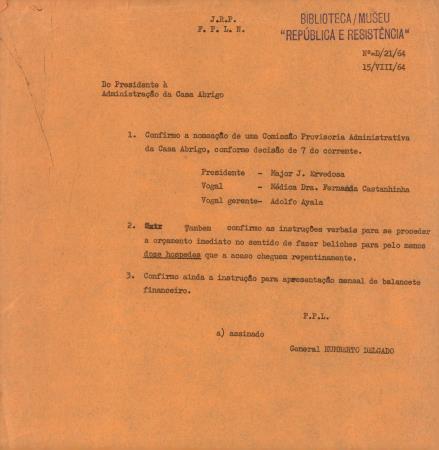 J.R.P.
F. P. L. N.
BIBLIOTECA/MUSEU
"REPÚBLICA E RESISTÊNCIA"
Nº-D/21/64
15/VIII/64
Do Presidente à
Administração da Casa Abrigo
1. Confirmo a nomeação de uma Comissão Provisoria Administrativa
da Casa Abrigo, conforme decisão de 7 do corrente.
Presidente - Major J. Ervedosa
Vogal - Médica Dra. Fernanda Castanhinha
Vogal gerente- Adolfo Ayala
2. Tambem confirmo as instruções verbais para se proceder
a orçamento imediato no sentido de fazer beliches para pelo menos
dose hospedes que a acaso cheguem repentinamente.
3. Confirmo ainda a instrução para apresentação mensal de balancete
financeiro.
P.P.L.
a) assinado
General HUMBERTO DELGADO